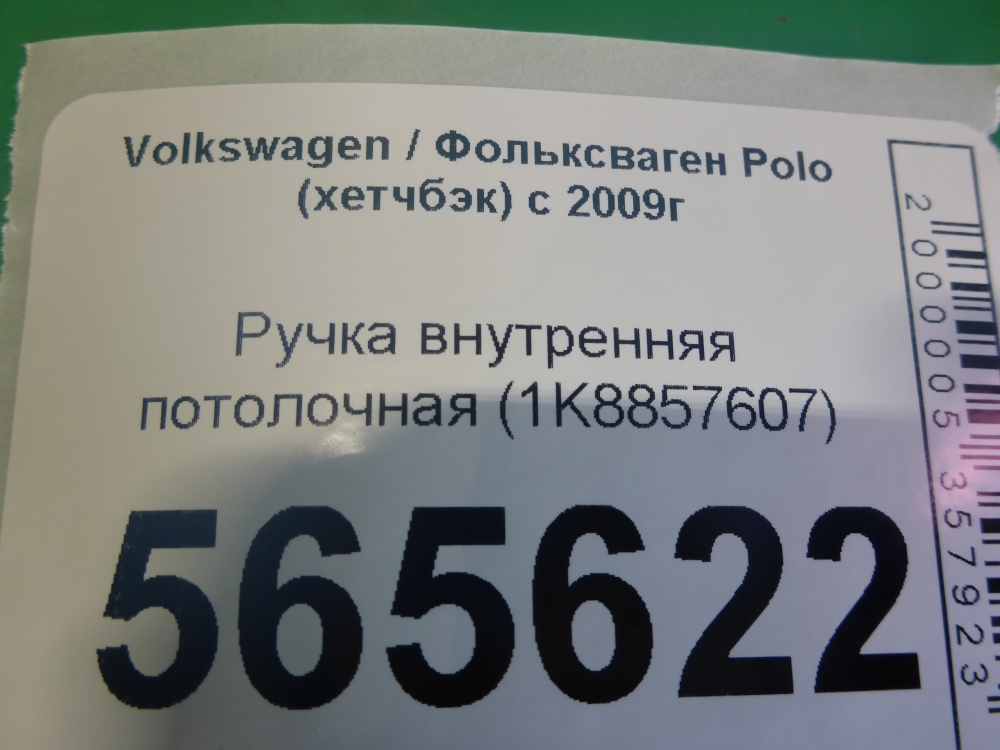 Volkswagen / Фольксваген Polo
(хетчбэк) с 2009г
Ручка внутренняя
потолочная (1K8857607)
565622
2000005357923